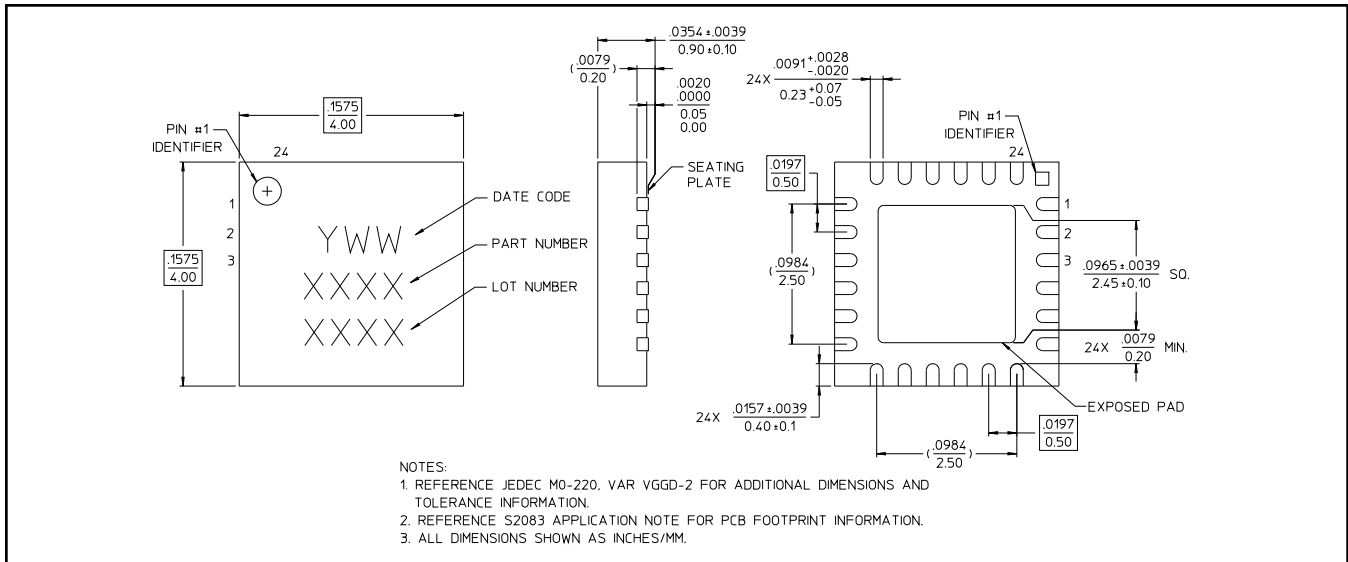 .0354 ±.0039
0.90 ±0.10
(.0079
0.20)
.0020
.0000
0.05
0.00
24X .0091 +.0028
-.0020
0.23 +0.07
-0.05
.1575
4.00
PIN #1
IDENTIFIER
24
1
2
3
.1575
4.00
YWW
XXXX
XXXX
DATE CODE
PART NUMBER
LOT NUMBER
SEATING
PLATE
PIN #1
IDENTIFIER
24
.0197
0.50
1
2
3
(.0984
2.50)
.0965 ±.0039
2.45 ±0.10 SQ.
24X .0079
0.20 MIN.
24X .0157 ±.0039
0.40 ±0.1
EXPOSED PAD
.0197
0.50
(.0984
2.50)
NOTES:
1. REFERENCE JEDEC MO-220, VAR VGGD-2 FOR ADDITIONAL DIMENSIONS AND
TOLERANCE INFORMATION.
2. REFERENCE S2083 APPLICATION NOTE FOR PCB FOOTPRINT INFORMATION.
3. ALL DIMENSIONS SHOWN AS INCHES/MM.